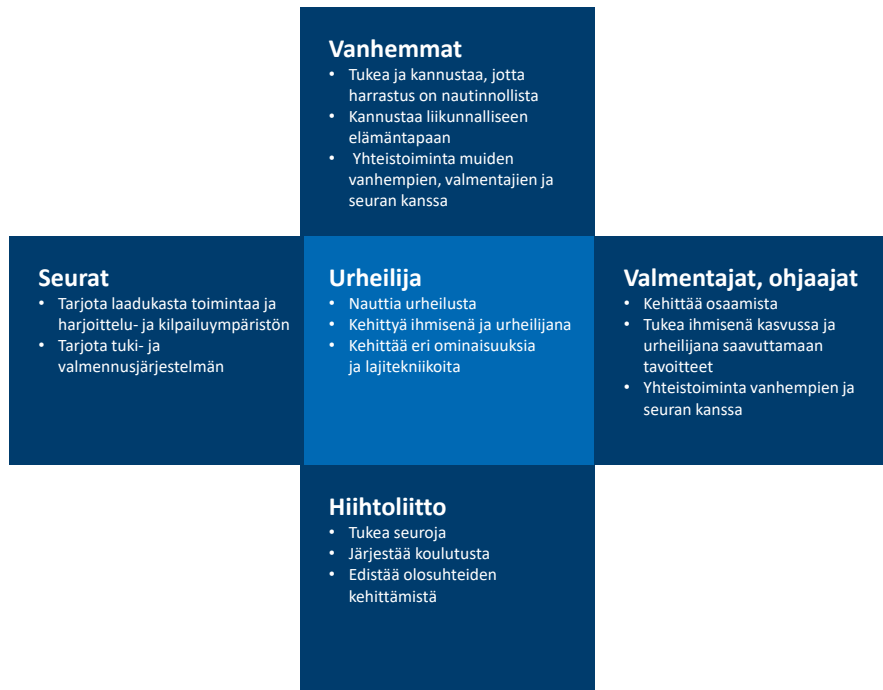 Vanhemmat
• Tukea ja kannustaa, jotta
harrastus on nautinnollista
• Kannustaa liikunnalliseen
elämäntapaan
• Yhteistoiminta muiden
vanhempien, valmentajien ja
seuran kanssa
Seurat
• Tarjota laadukasta toimintaa ja
harjoittelu- ja kilpailuympäristön
• Tarjota tuki- ja
valmennusjärjestelmän
Urheilija
• Nauttia urheilusta
• Kehittyä ihmisenä ja urheilijana
• Kehittää eri ominaisuuksia
ja lajitekniikoita
Valmentajat, ohjaajat
• Kehittää osaamista
• Tukea ihmisenä kasvussa ja
urheilijana saavuttamaan
tavoitteet
• Yhteistoiminta vanhempien ja
seuran kanssa
Hiihtoliitto
• Tukea seuroja
• Järjestää koulutusta
• Edistää olosuhteiden
kehittämistä